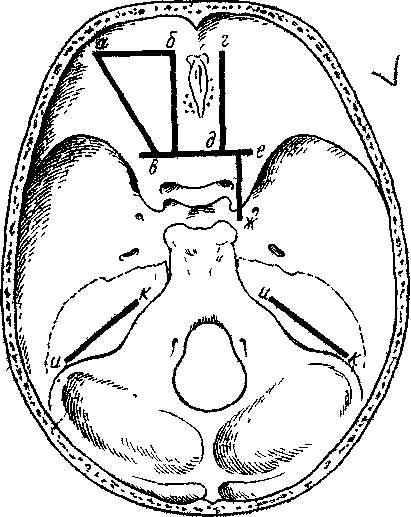 а б г
в д е
ж
к и
и к